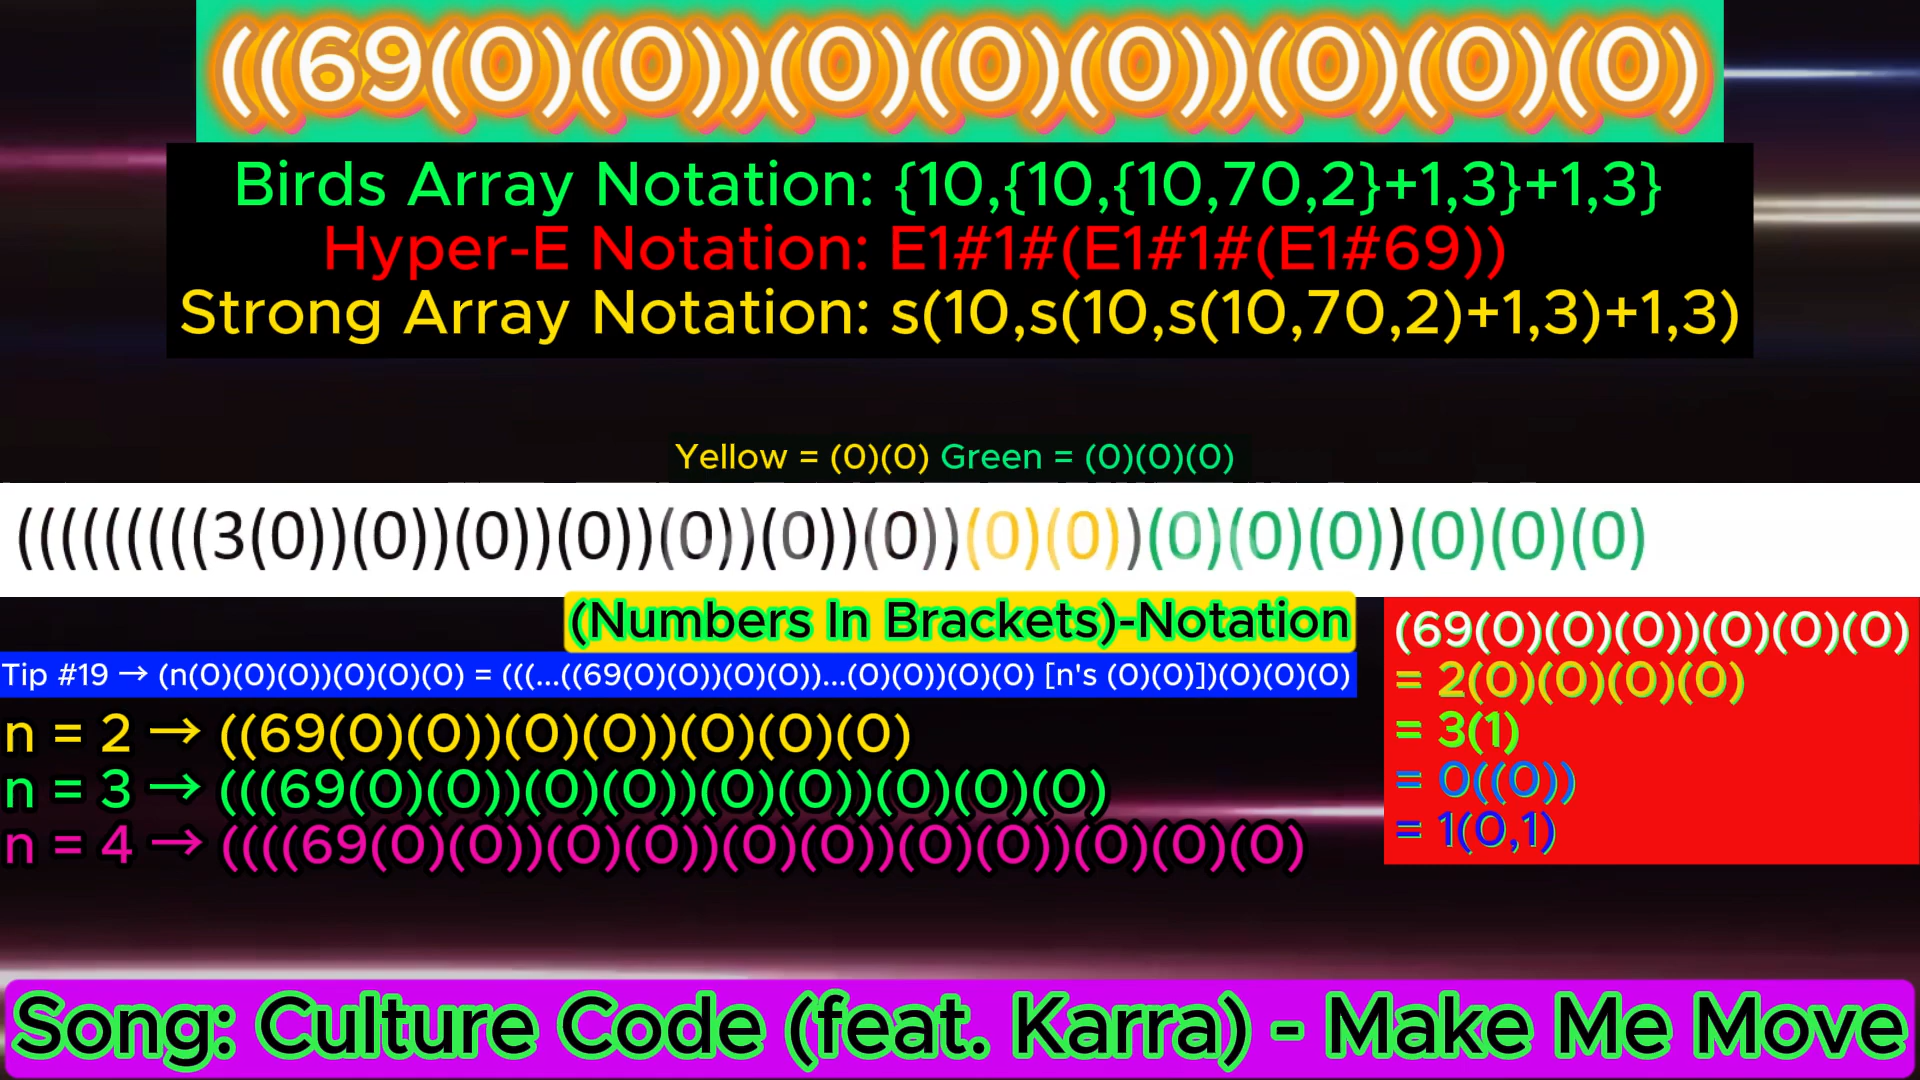 ((69(0)(0))(0)(0)(0))(0)(0)(0)
Birds Array Notation: {10,{10,{10,70,2}+1,3}+1,3}
Hyper-E Notation: E1#1#(E1#1#(E1#69))
Strong Array Notation: s(10,s(10,s(10,70,2)+1,3)+1,3)
Yellow = (0)(0) Green = (0)(0)(0)
(((((((((3(0))(0))(0))(0))(0))(0))(0))(0)(0))(0)(0)(0))(0)(0)(0)
(Numbers In Brackets)-Notation
Tip #19 → (n(0)(0)(0))(0)(0)(0) = (((...((69(0)(0))(0)(0))...(0)(0))(0)(0) [n's (0)(0)])(0)(0)(0)
n = 2 → ((69(0)(0))(0)(0))(0)(0)(0)
n = 3 → (((69(0)(0))(0)(0))(0)(0))(0)(0)(0)
n = 4 → ((((69(0)(0))(0)(0))(0)(0))(0)(0))(0)(0)(0)
(69(0)(0)(0))(0)(0)(0)
= 2(0)(0)(0)(0)
= 3(1)
= 0((0))
= 1(0,1)
Song: Culture Code (feat. Karra) - Make Me Move